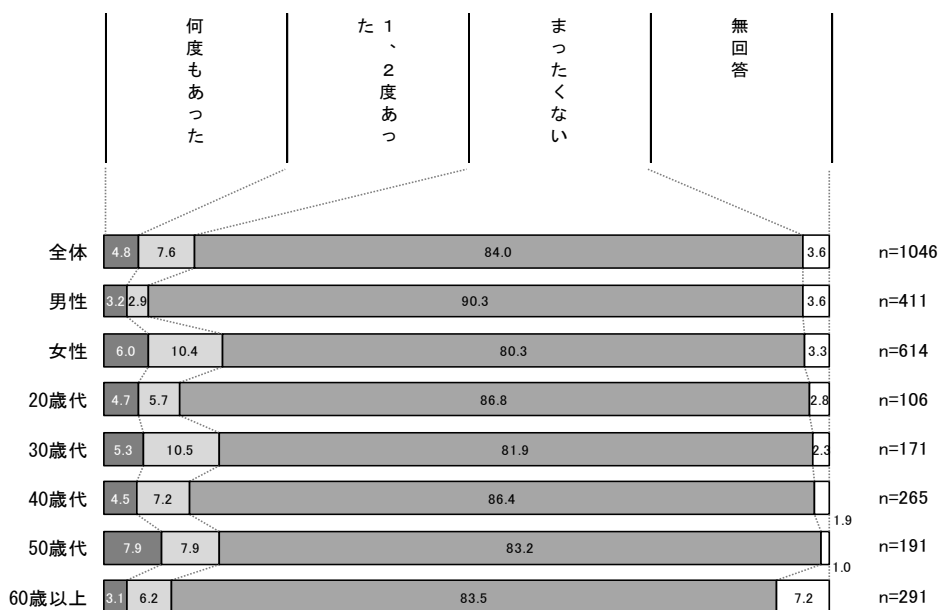 何度もあった
１、２度あった
まったくない
無回答
全体 4.8 7.6 84.0 3.6 n=1046
男性 3.2 2.9 90.3 3.6 n=411
女性 6.0 10.4 80.3 3.3 n=614
20歳代 4.7 5.7 86.8 2.8 n=106
30歳代 5.3 10.5 81.9 2.3 n=171
40歳代 4.5 7.2 86.4 1.9 n=265
50歳代 7.9 7.9 83.2 1.0 n=191
60歳以上 3.1 6.2 83.5 7.2 n=291